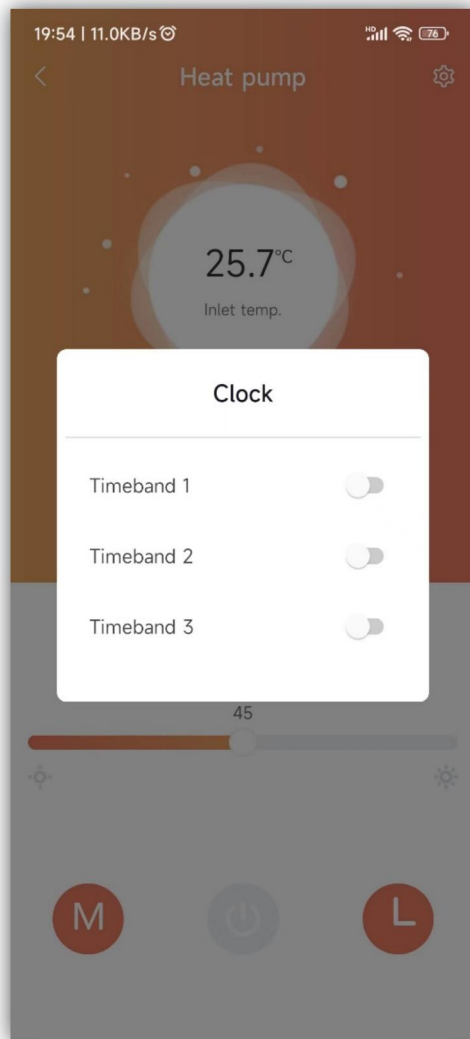 19:54 | 11.0KB/s
HD 76
Heat pump
25.7°C
Inlet temp.
Clock
Timeband 1
Timeband 2
Timeband 3
45
M